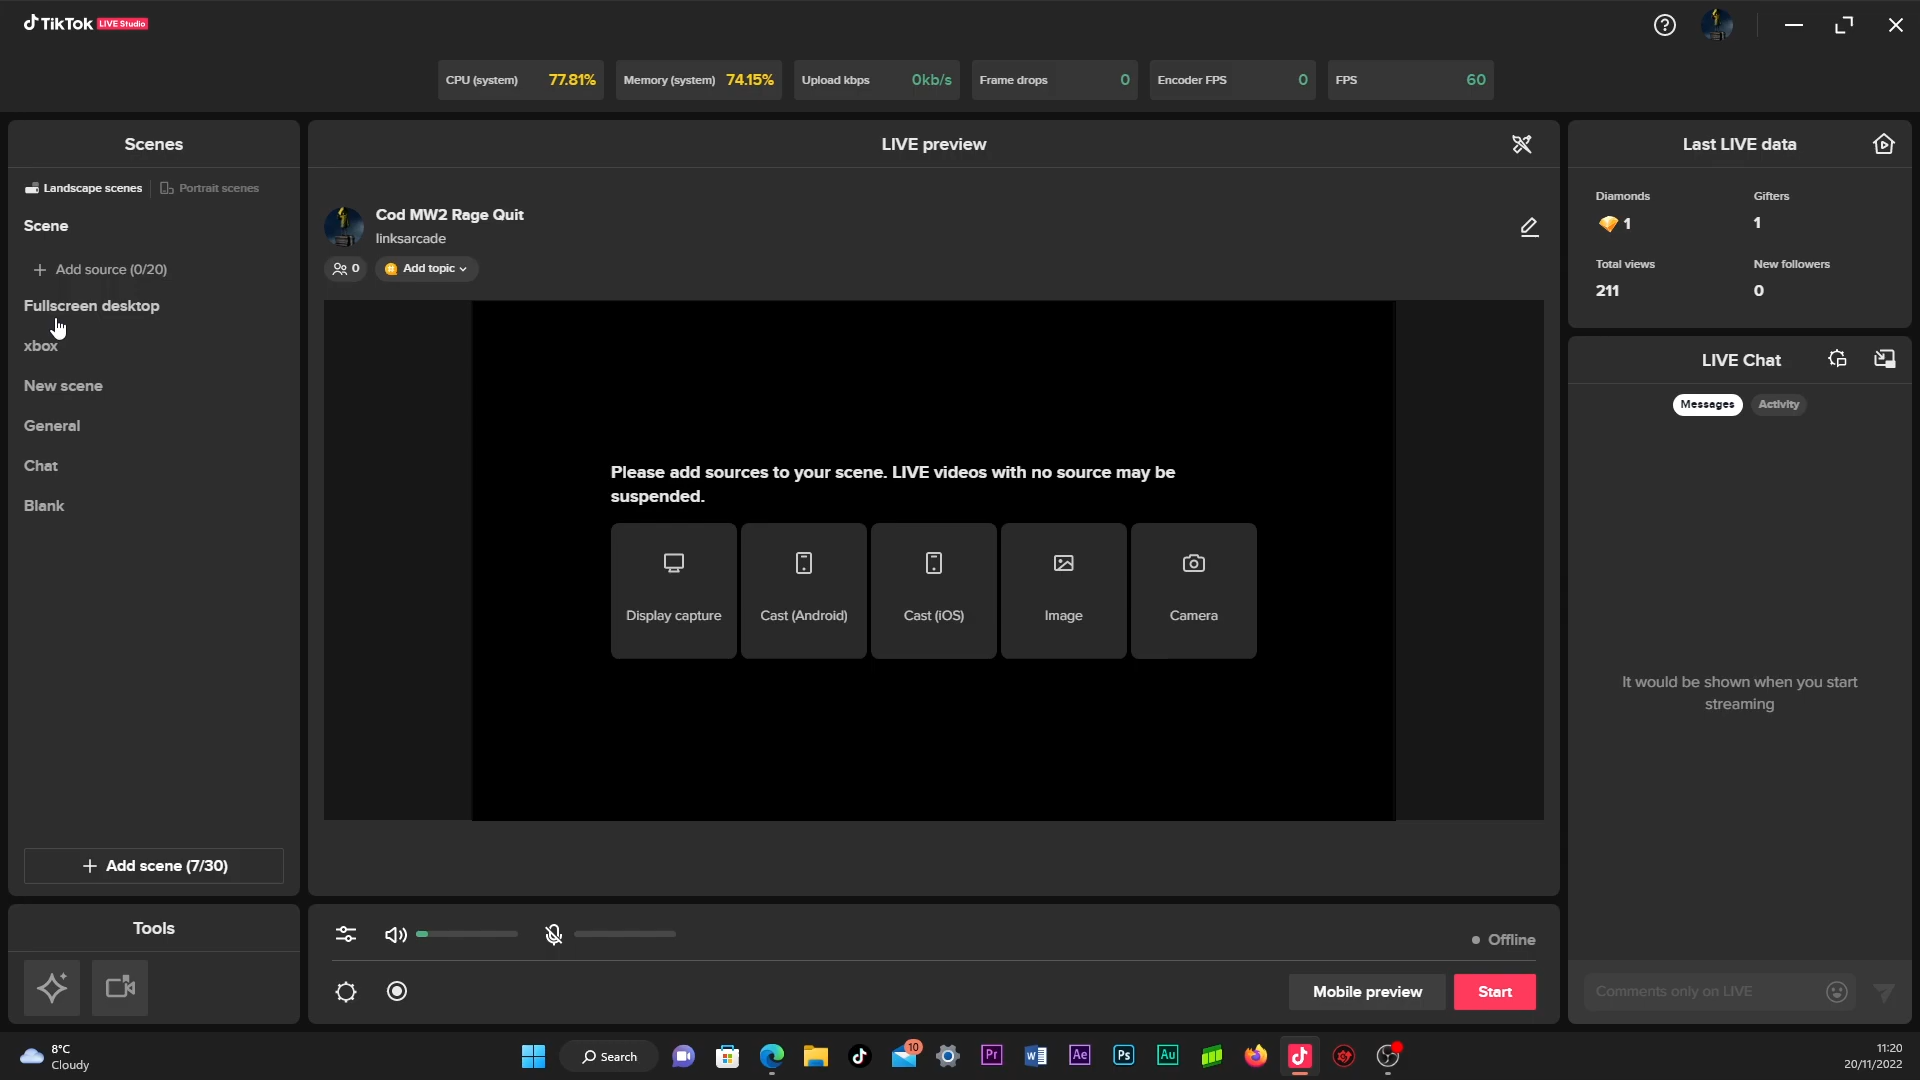 TikTok LIVE Studio
CPU (system) 77.81% Memory (system) 74.15% Upload kbps 0kb/s Frame drops 0 Encoder FPS 0 FPS 60
Scenes
Landscape scenes Portrait scenes
Scene
+ Add source (0/20)
Fullscreen desktop
xbox
New scene
General
Chat
Blank
+ Add scene (7/30)
Tools
LIVE preview
Cod MW2 Rage Quit
linksarcade
0 Add topic
Please add sources to your scene. LIVE videos with no source may be
suspended.
Display capture Cast (Android) Cast (iOS) Image Camera
Offline
Mobile preview Start
Last LIVE data
Diamonds Gifters
1 1
Total views New followers
211 0
LIVE Chat
Messages Activity
It would be shown when you start
streaming
Comments only on LIVE
8°C
Cloudy
Search
10
Pr
W
Ae
Ps
Au
11:20
20/11/2022